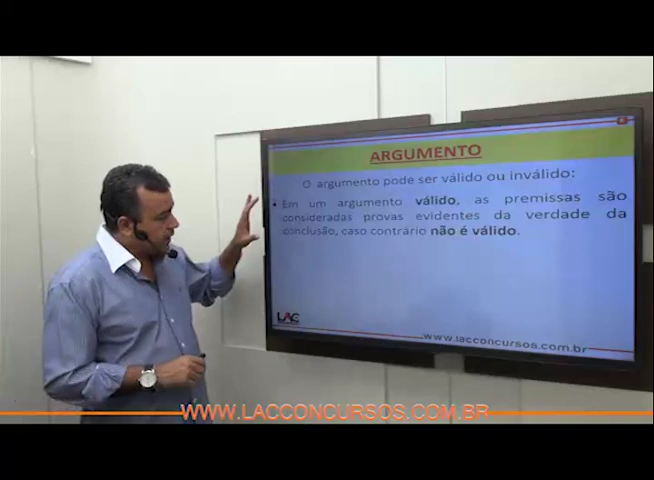 ARGUMENTO
O argumento pode ser válido ou inválido:
• Em um argumento válido, as premissas são
consideradas provas evidentes da verdade da
conclusão, caso contrário não é válido.
LAC
www.lacconcursos.com.br
WWW.LACCONCURSOS.COM.BR